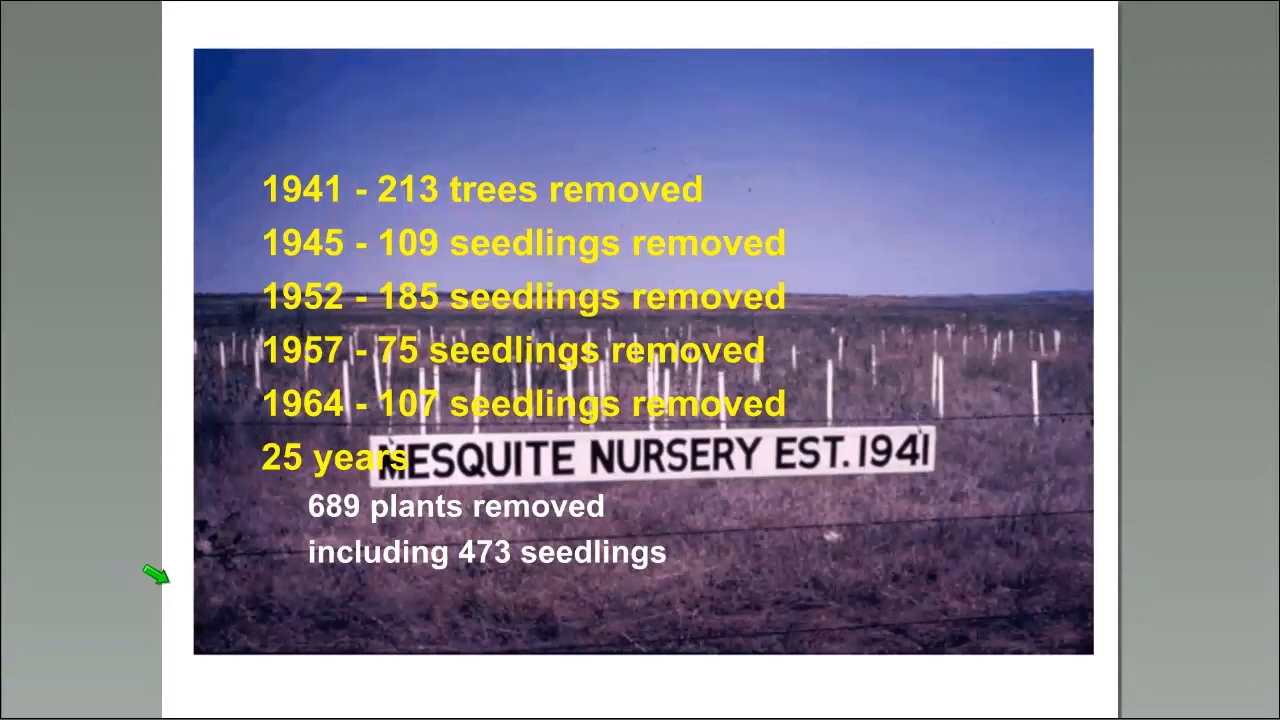 1941 - 213 trees removed
1945 - 109 seedlings removed
1952 - 185 seedlings removed
1957 - 75 seedlings removed
1964 - 107 seedlings removed
25 years
MESQUITE NURSERY EST. 1941
689 plants removed
including 473 seedlings